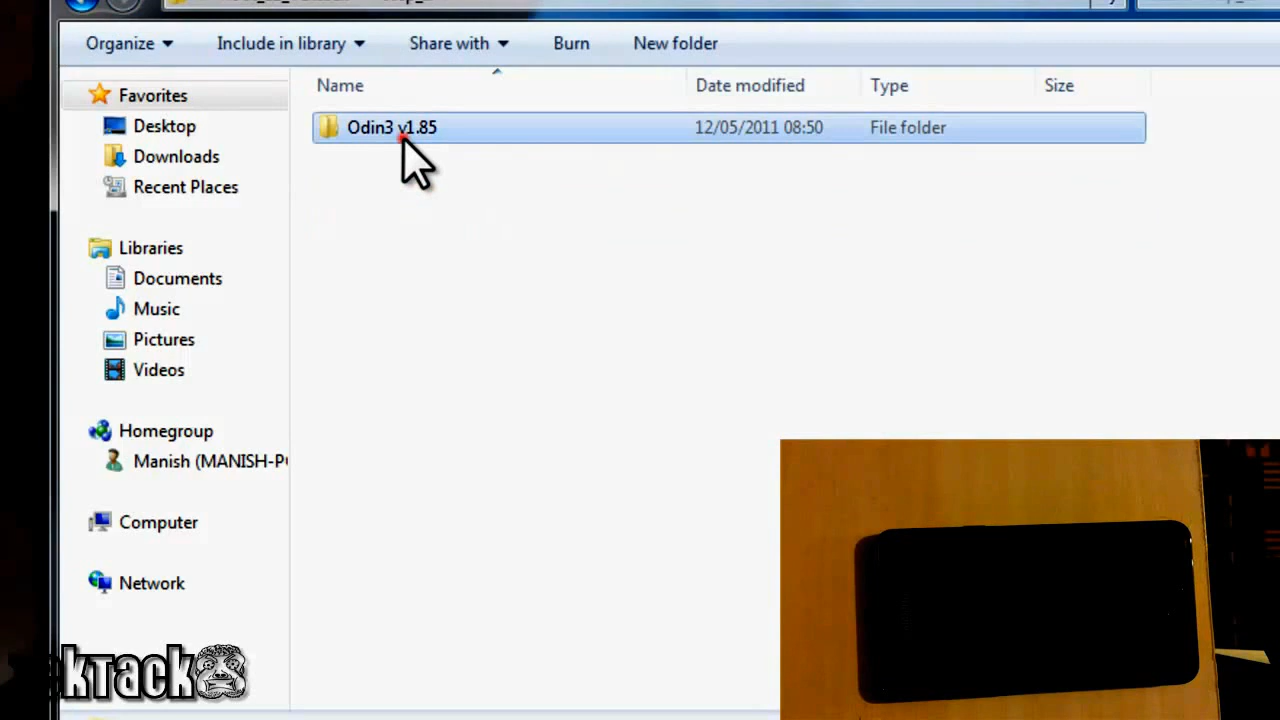 Organize Include in library Share with Burn New folder
Name Date modified Type Size
Favorites
Odin3 v1.85 12/05/2011 08:50 File folder
Desktop
Downloads
Recent Places
Libraries
Documents
Music
Pictures
Videos
Homegroup
Manish (MANISH-P
Computer
Network
kTack